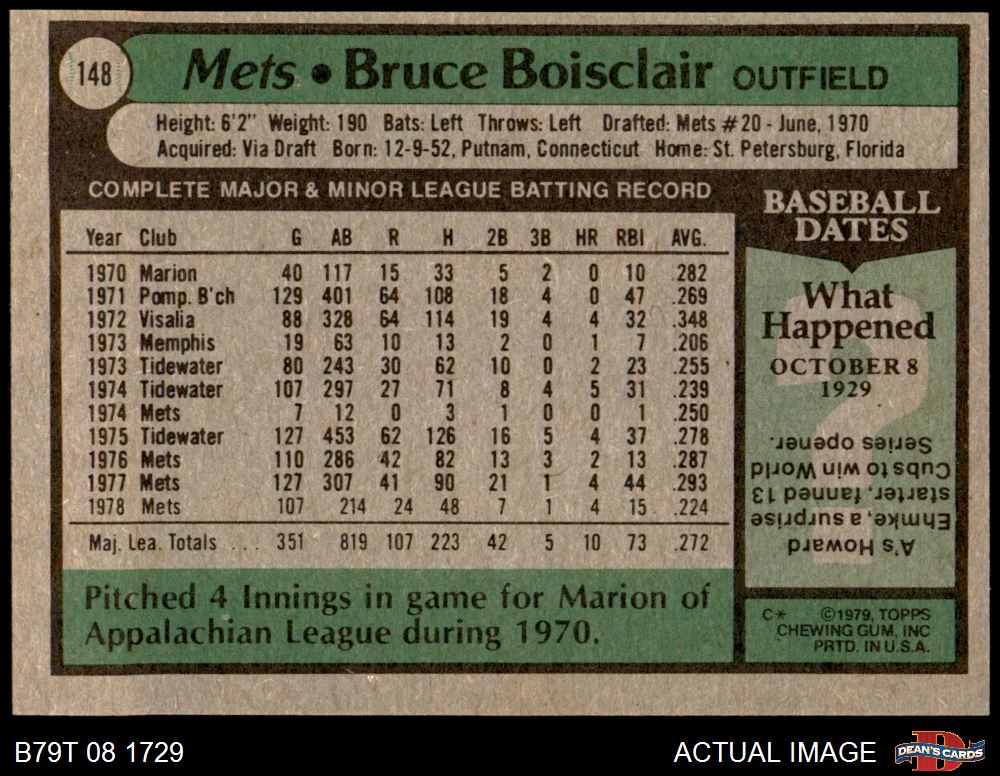 148
Mets • Bruce Boisclair OUTFIELD
Height: 6'2" Weight: 190 Bats: Left Throws: Left Drafted: Mets #20 - June, 1970
Acquired: Via Draft Born: 12-9-52, Putnam, Connecticut Home: St. Petersburg, Florida
COMPLETE MAJOR & MINOR LEAGUE BATTING RECORD
Year Club G AB R H 2B 3B HR RBI AVG.
1970 Marion 40 117 15 33 5 2 0 10 .282
1971 Pomp. B'ch 129 401 64 108 18 4 0 47 .269
1972 Visalia 88 328 64 114 19 4 4 32 .348
1973 Memphis 19 63 10 13 2 0 1 7 .206
1973 Tidewater 80 243 30 62 10 0 2 23 .255
1974 Tidewater 107 297 27 71 8 4 5 31 .239
1974 Mets 7 12 0 3 1 0 0 1 .250
1975 Tidewater 127 453 62 126 16 5 4 37 .278
1976 Mets 110 286 42 82 13 3 2 13 .287
1977 Mets 127 307 41 90 21 1 4 44 .293
1978 Mets 107 214 24 48 7 1 4 15 .224
Maj. Lea. Totals ... 351 819 107 223 42 5 10 73 .272
Pitched 4 Innings in game for Marion of
Appalachian League during 1970.
BASEBALL
DATES
What
Happened
OCTOBER 8
1929
A's Howard
Ehmke, a surprise
starter, fanned 13
Cubs to win World
Series opener.
C* ©1979, TOPPS
CHEWING GUM, INC
PRTD. IN U.S.A.
B79T 08 1729
ACTUAL IMAGE
DEAN'S CARDS